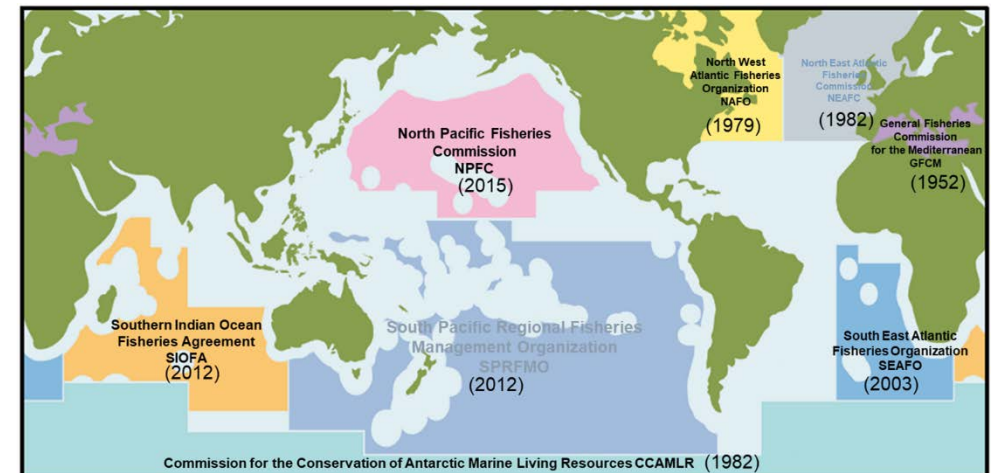 North West
Atlantic Fisheries
Organization
NAFO
(1979)
North East Atlantic
Fisheries
Commission
NEAFC
(1982)
General Fisheries
Commission
for the Mediterranean
GFCM
(1952)
North Pacific Fisheries
Commission
NPFC
(2015)
Southern Indian Ocean
Fisheries Agreement
SIOFA
(2012)
South Pacific Regional Fisheries
Management Organization
SPRFMO
(2012)
South East Atlantic
Fisheries Organization
SEAFO
(2003)
Commission for the Conservation of Antarctic Marine Living Resources CCAMLR (1982)